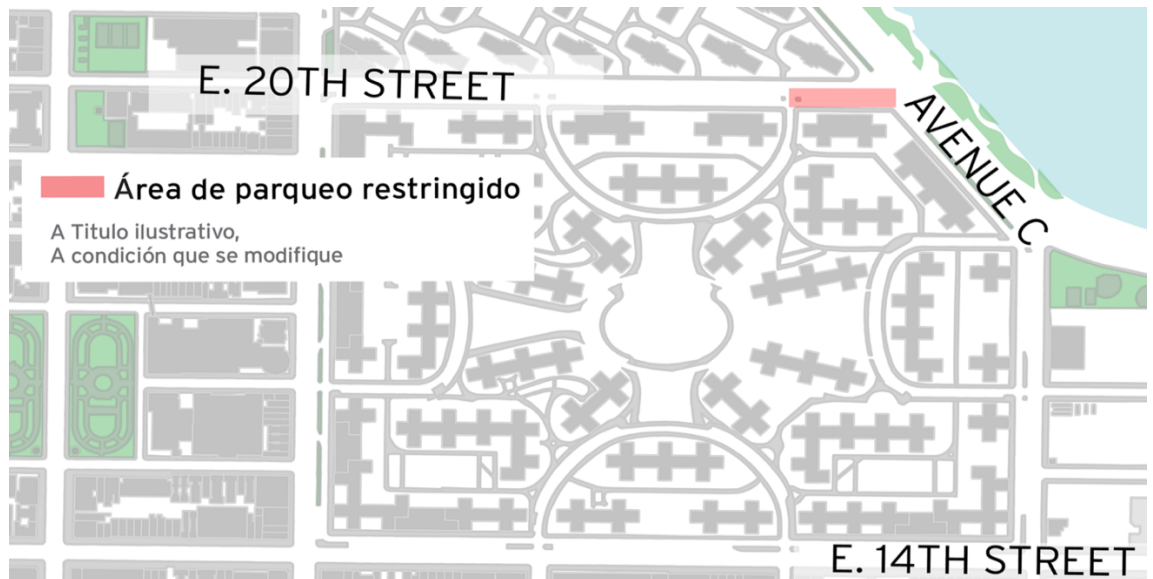 E. 20TH STREET
AVENUE C
Área de parqueo restringido
A Titulo ilustrativo,
A condición que se modifique
E. 14TH STREET